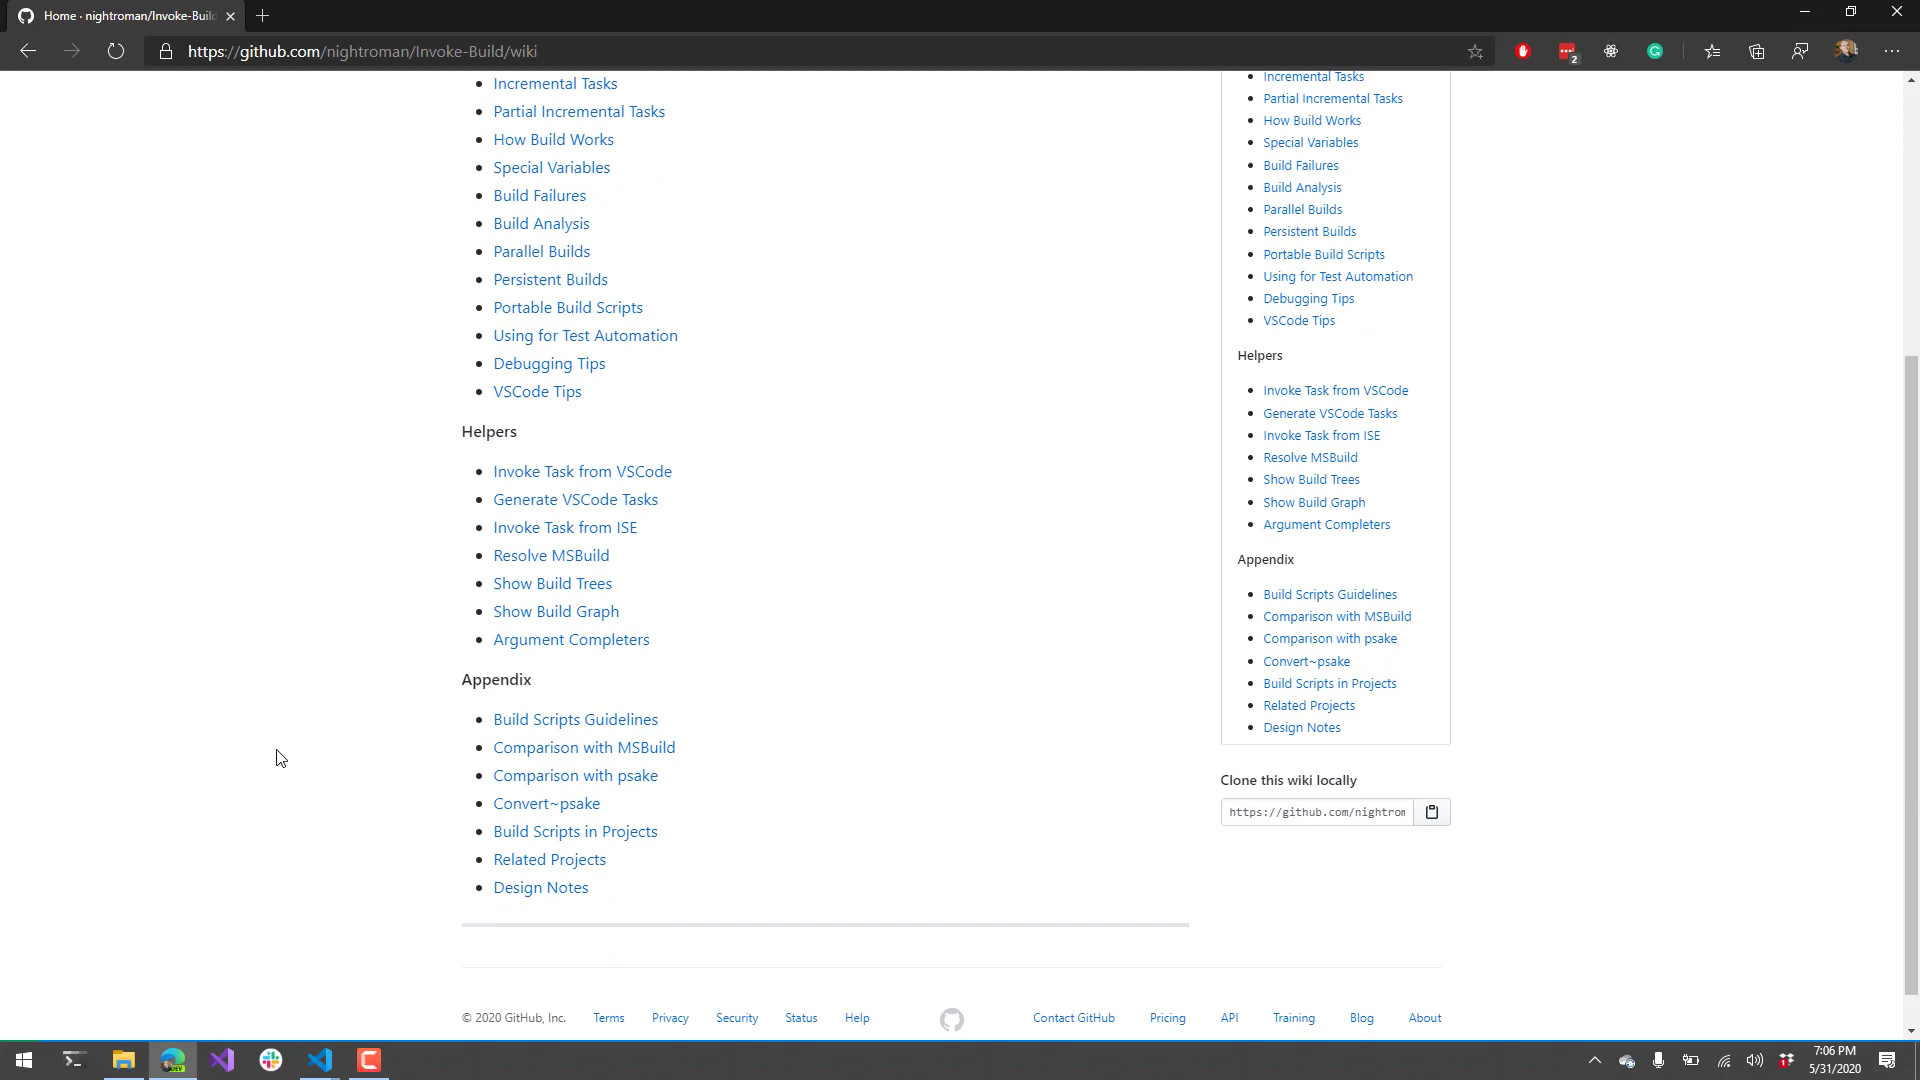 Home · nightroman/Invoke-Build
https://github.com/nightroman/Invoke-Build/wiki
2
Incremental Tasks
Partial Incremental Tasks
How Build Works
Special Variables
Build Failures
Build Analysis
Parallel Builds
Persistent Builds
Portable Build Scripts
Using for Test Automation
Debugging Tips
VSCode Tips
Helpers
Invoke Task from VSCode
Generate VSCode Tasks
Invoke Task from ISE
Resolve MSBuild
Show Build Trees
Show Build Graph
Argument Completers
Appendix
Build Scripts Guidelines
Comparison with MSBuild
Comparison with psake
Convert~psake
Build Scripts in Projects
Related Projects
Design Notes
Incremental Tasks
Partial Incremental Tasks
How Build Works
Special Variables
Build Failures
Build Analysis
Parallel Builds
Persistent Builds
Portable Build Scripts
Using for Test Automation
Debugging Tips
VSCode Tips
Helpers
Invoke Task from VSCode
Generate VSCode Tasks
Invoke Task from ISE
Resolve MSBuild
Show Build Trees
Show Build Graph
Argument Completers
Appendix
Build Scripts Guidelines
Comparison with MSBuild
Comparison with psake
Convert~psake
Build Scripts in Projects
Related Projects
Design Notes
Clone this wiki locally
https://github.com/nightrom
© 2020 GitHub, Inc. Terms Privacy Security Status Help Contact GitHub Pricing API Training Blog About
DEV
7:06 PM
5/31/2020